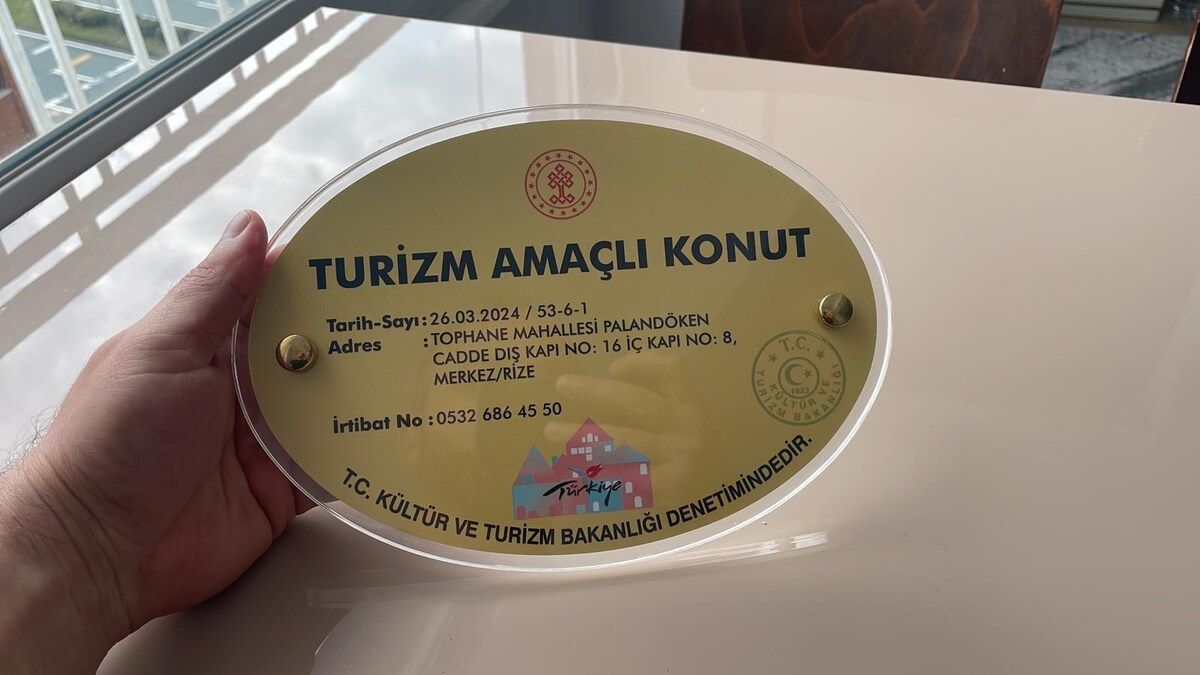 TURİZM AMAÇLI KONUT
Tarih-Sayı : 26.03.2024 / 53-6-1
Adres : TOPHANE MAHALLESİ PALANDÖKEN
CADDE DIŞ KAPI NO: 16 İÇ KAPI NO: 8,
MERKEZ/RİZE
T.C.
KÜLTÜR VE
TURİZM BAKANLIĞI
1923
İrtibat No : 0532 686 45 50
Türkiye
T.C. KÜLTÜR VE TURİZM BAKANLIĞI DENETİMİNDEDİR.